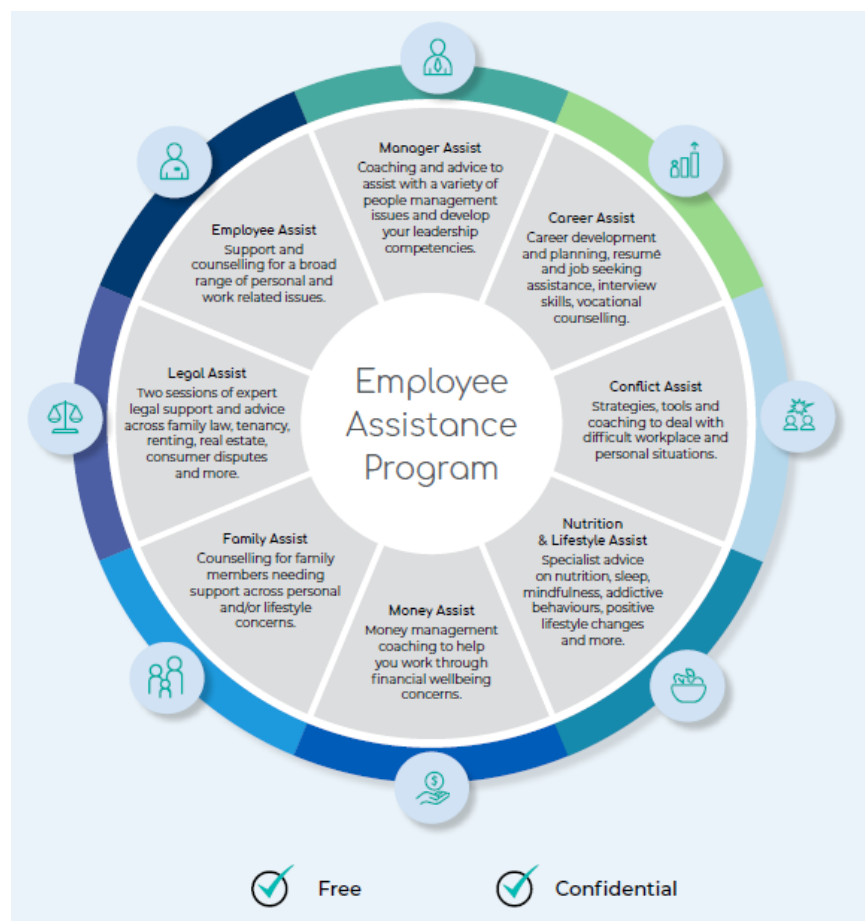 Manager Assist
Coaching and advice to
assist with a variety of
people management
issues and develop
your leadership
competencies.
Career Assist
Career development
and planning, resumé
and job seeking
assistance, interview
skills, vocational
counselling.
Conflict Assist
Strategies, tools and
coaching to deal with
difficult workplace and
personal situations.
Nutrition
& Lifestyle Assist
Specialist advice
on nutrition, sleep,
mindfulness, addictive
behaviours, positive
lifestyle changes
and more.
Money Assist
Money management
coaching to help
you work through
financial wellbeing
concerns.
Family Assist
Counselling for family
members needing
support across personal
and/or lifestyle
concerns.
Legal Assist
Two sessions of expert
legal support and advice
across family law, tenancy,
renting, real estate,
consumer disputes
and more.
Employee Assist
Support and
counselling for a broad
range of personal and
work related issues.
Employee
Assistance
Program
Free
Confidential